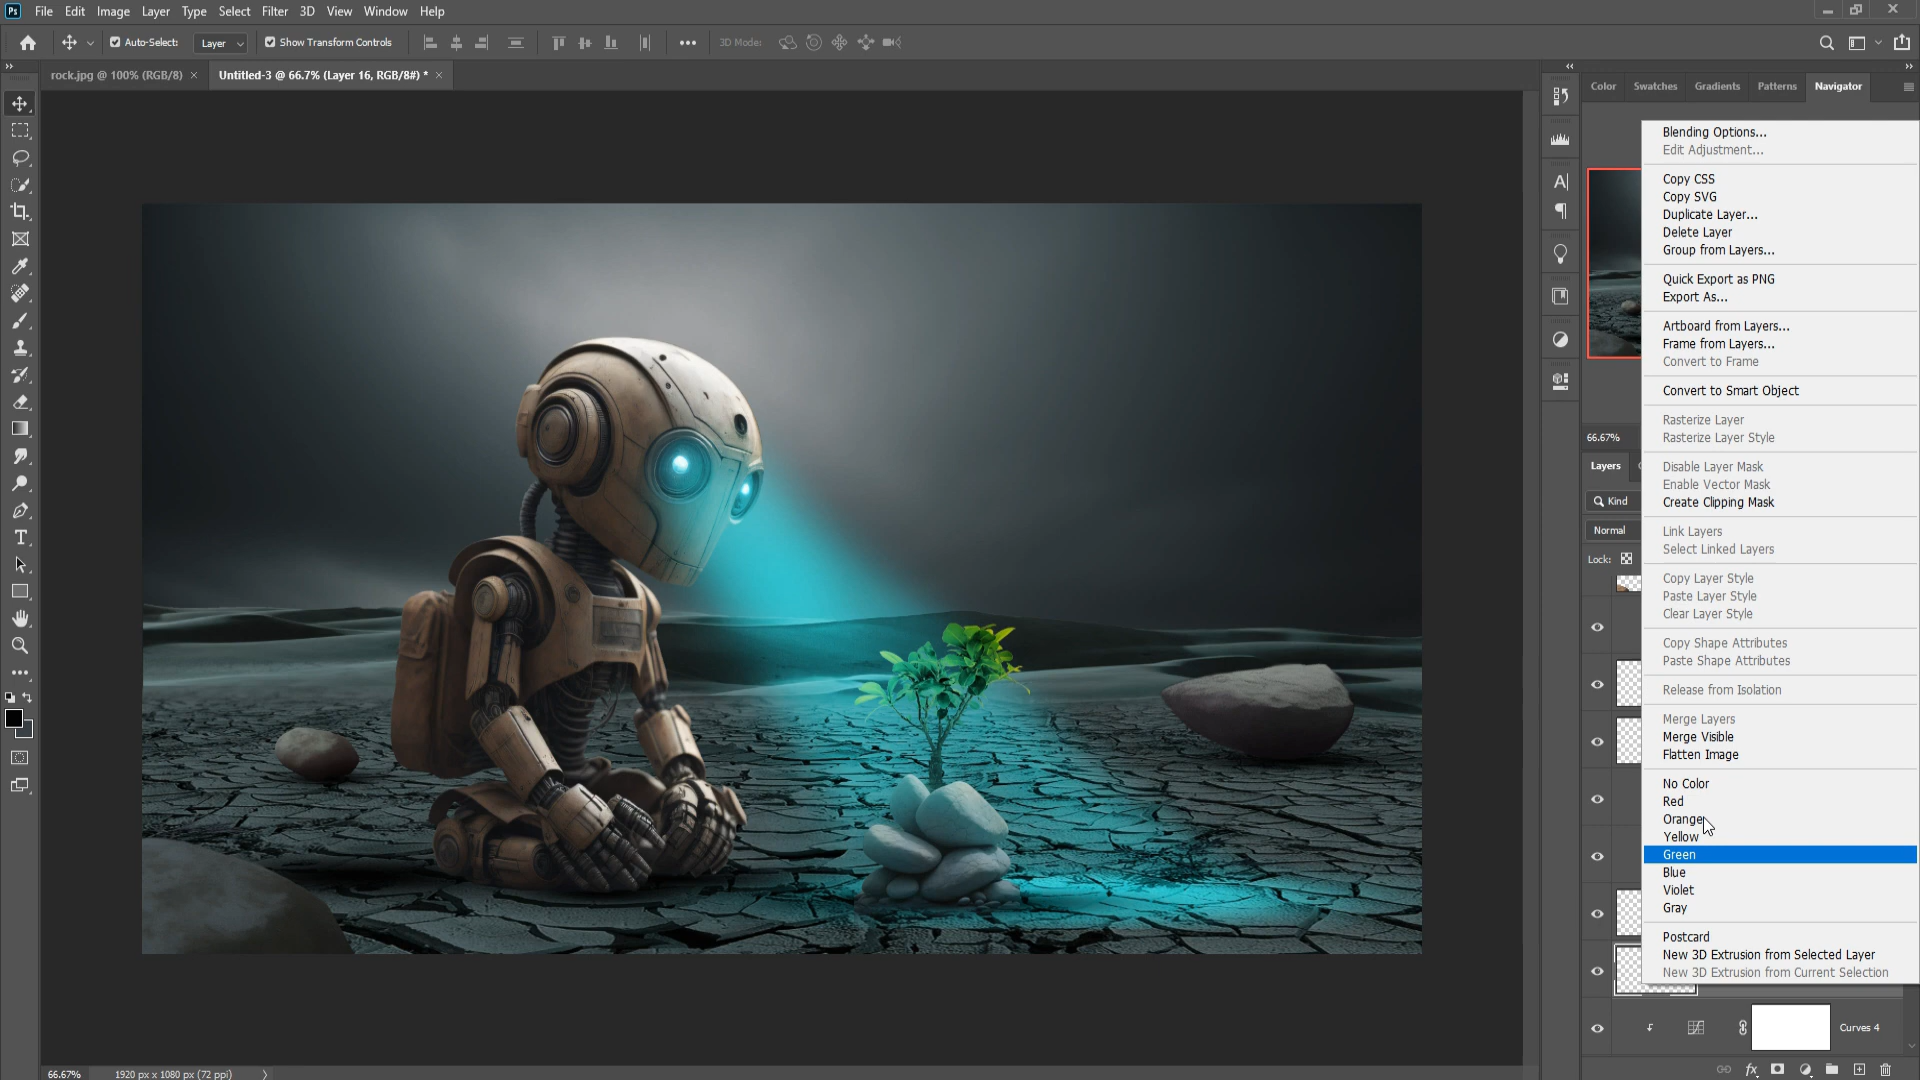 Ps File Edit Image Layer Type Select Filter 3D View Window Help
Auto-Select: Layer Show Transform Controls 3D Mode:
rock.jpg @ 100% (RGB/8) × Untitled-3 @ 66.7% (Layer 16, RGB/8#) * ×
Color Swatches Gradients Patterns Navigator
Blending Options...
Edit Adjustment...
Copy CSS
Copy SVG
Duplicate Layer...
Delete Layer
Group from Layers...
Quick Export as PNG
Export As...
Artboard from Layers...
Frame from Layers...
Convert to Frame
Convert to Smart Object
Rasterize Layer
Rasterize Layer Style
Disable Layer Mask
Enable Vector Mask
Create Clipping Mask
Link Layers
Select Linked Layers
Copy Layer Style
Paste Layer Style
Clear Layer Style
Copy Shape Attributes
Paste Shape Attributes
Release from Isolation
Merge Layers
Merge Visible
Flatten Image
No Color
Red
Orange
Yellow
Green
Blue
Violet
Gray
Postcard
New 3D Extrusion from Selected Layer
New 3D Extrusion from Current Selection
66.67%
Layers
Kind
Normal
Lock:
Curves 4
66.67% 1920 px x 1080 px (72 ppi)